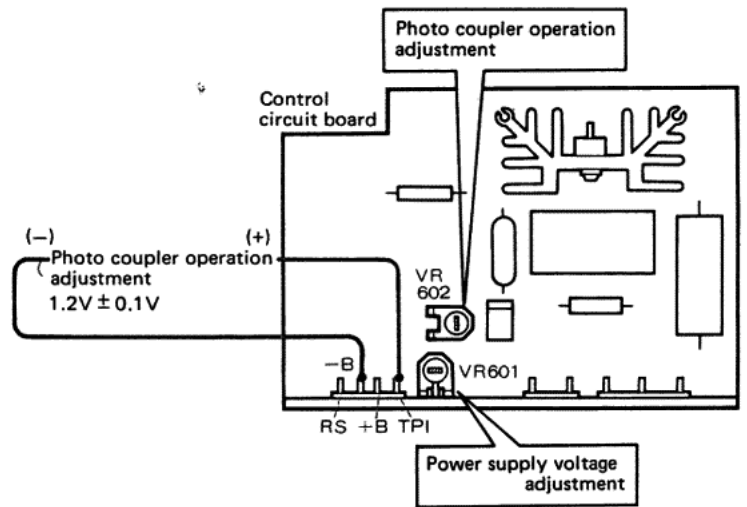 Photo coupler operation
adjustment
Control
circuit board
(−)
(+)
Photo coupler operation
adjustment
1.2V ± 0.1V
VR
602
−B
VR601
RS +B TPI
Power supply voltage
adjustment